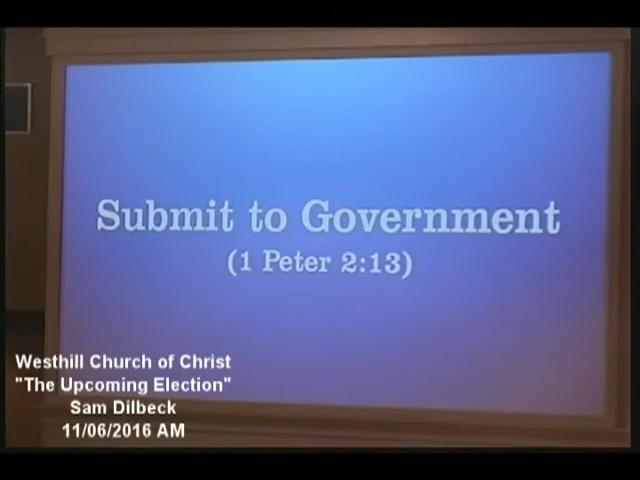 Submit to Government
(1 Peter 2:13)
Westhill Church of Christ
"The Upcoming Election"
Sam Dilbeck
11/06/2016 AM